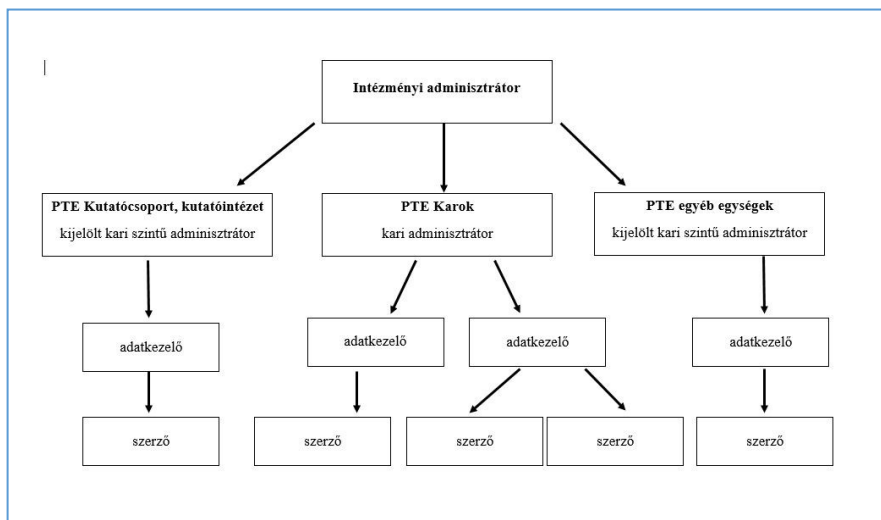 Intézményi adminisztrátor
PTE Kutatócsoport, kutatóintézet
kijelölt kari szintű adminisztrátor
PTE Karok
kari adminisztrátor
PTE egyéb egységek
kijelölt kari szintű adminisztrátor
adatkezelő
adatkezelő
adatkezelő
adatkezelő
szerző
szerző
szerző
szerző
szerző